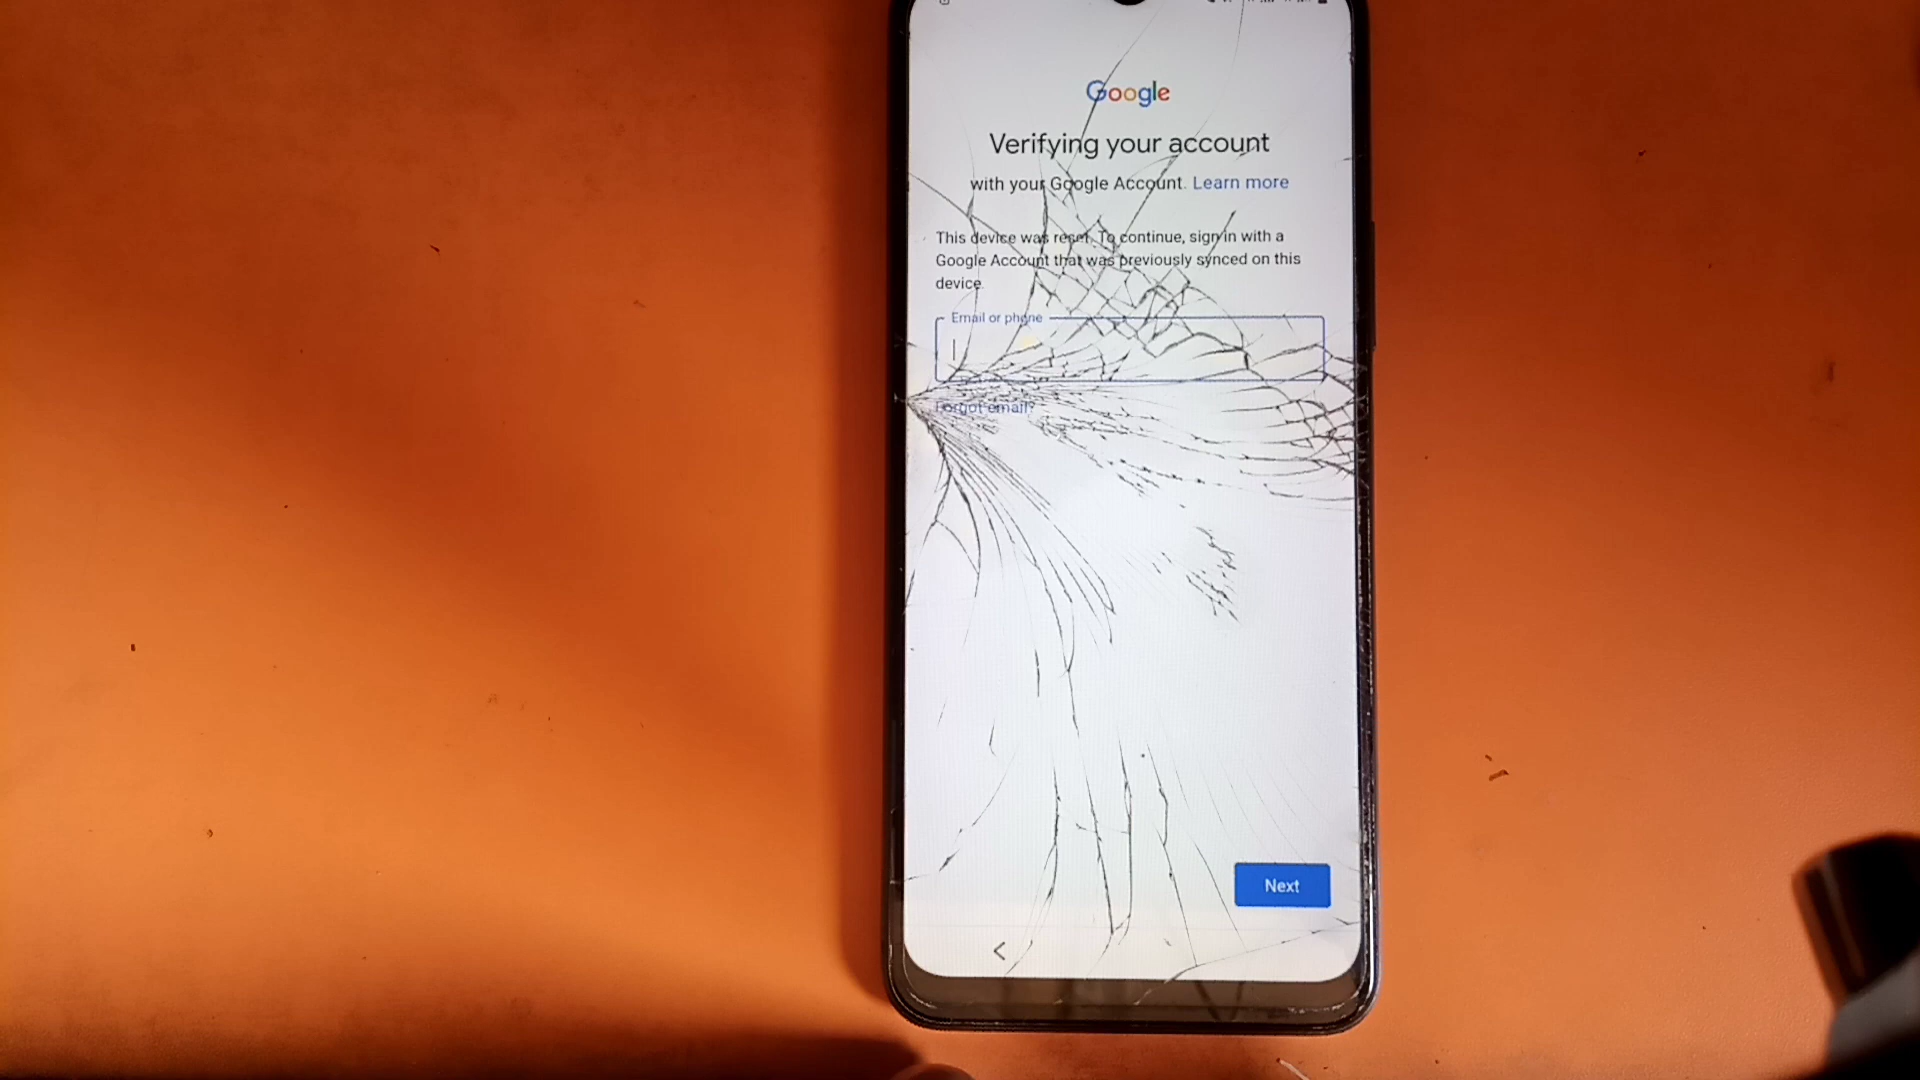 Google
Verifying your account
with your Google Account. Learn more
This device was reset. To continue, sign in with a
Google Account that was previously synced on this
device.
Email or phone
Forgot email?
Next